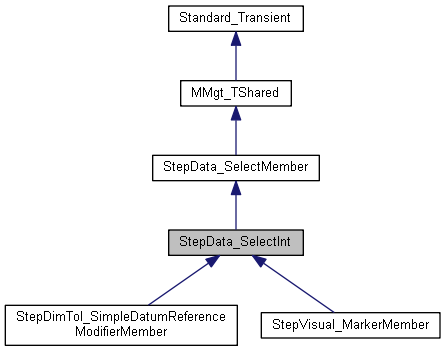 Standard_Transient
MMgt_TShared
StepData_SelectMember
StepData_SelectInt
StepDimTol_SimpleDatumReference
ModifierMember
StepVisual_MarkerMember